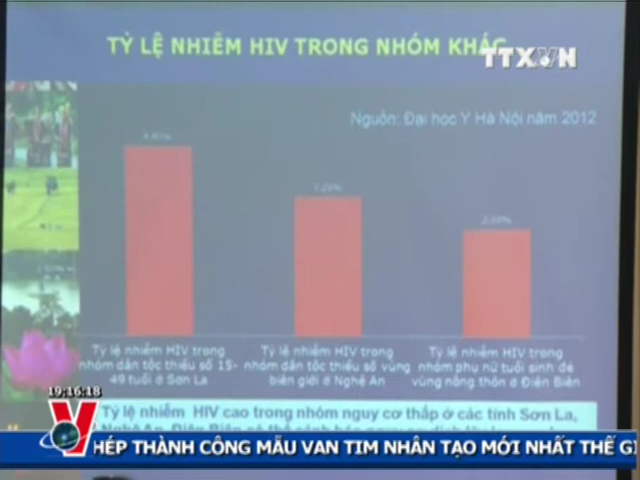 TỶ LỆ NHIỄM HIV TRONG NHÓM KHÁC
TTXVN
Nguồn: Đại học Y Hà Nội năm 2012
Tỷ lệ nhiễm HIV trong
nhóm dân tộc thiểu số 15-
49 tuổi ở Sơn La
Tỷ lệ nhiễm HIV trong
nhóm dân tộc thiểu số vùng
biên giới ở Nghệ An
Tỷ lệ nhiễm HIV trong
nhóm phụ nữ tuổi sinh đẻ
vùng nông thôn ở Điện Biên
19:16:18
V
Tỷ lệ nhiễm HIV cao trong nhóm nguy cơ thấp ở các tỉnh Sơn La,
HÉP THÀNH CÔNG MẪU VAN TIM NHÂN TẠO MỚI NHẤT THẾ GI